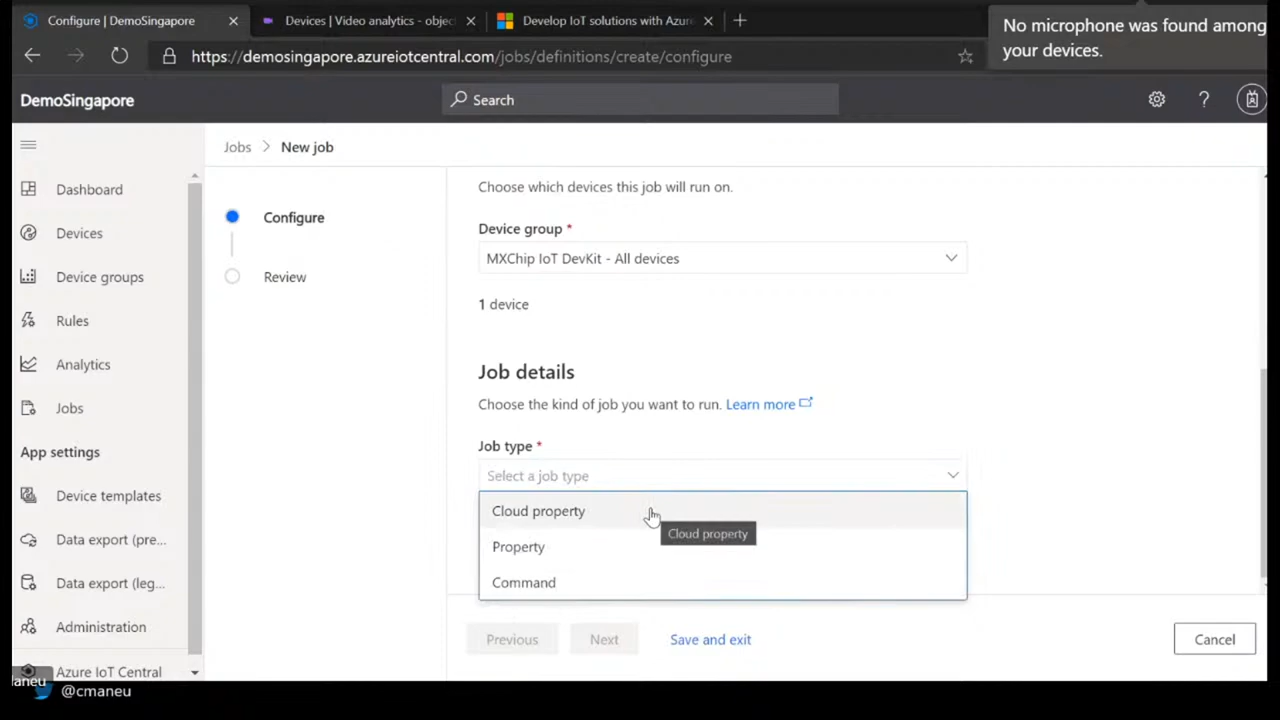 Configure | DemoSingapore
Devices | Video analytics - objec
Develop IoT solutions with Azur
No microphone was found among
your devices.
https://demosingapore.azureiotcentral.com/jobs/definitions/create/configure
DemoSingapore
Search
?
Jobs > New job
Dashboard
Devices
Device groups
Rules
Analytics
Jobs
App settings
Device templates
Data export (pre...
Data export (leg...
Administration
Azure IoT Central
Configure
Review
Choose which devices this job will run on.
Device group *
MXChip IoT DevKit - All devices
1 device
Job details
Choose the kind of job you want to run. Learn more
Job type *
Select a job type
Cloud property
Cloud property
Property
Command
Previous
Next
Save and exit
Cancel
aneu
@cmaneu